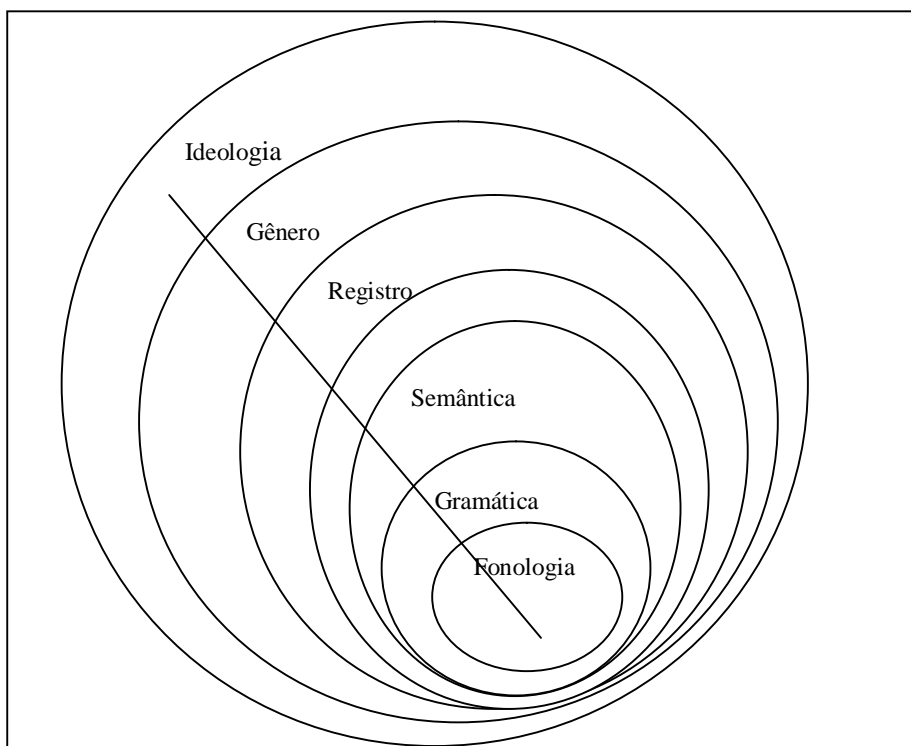 Ideologia
Gênero
Registro
Semântica
Gramática
Fonologia